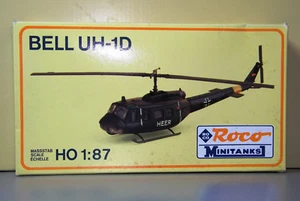 BELL UH-1D
HEER
MASSSTAB
SCALE
ECHELLE
HO 1:87
Roco
MINITANKS